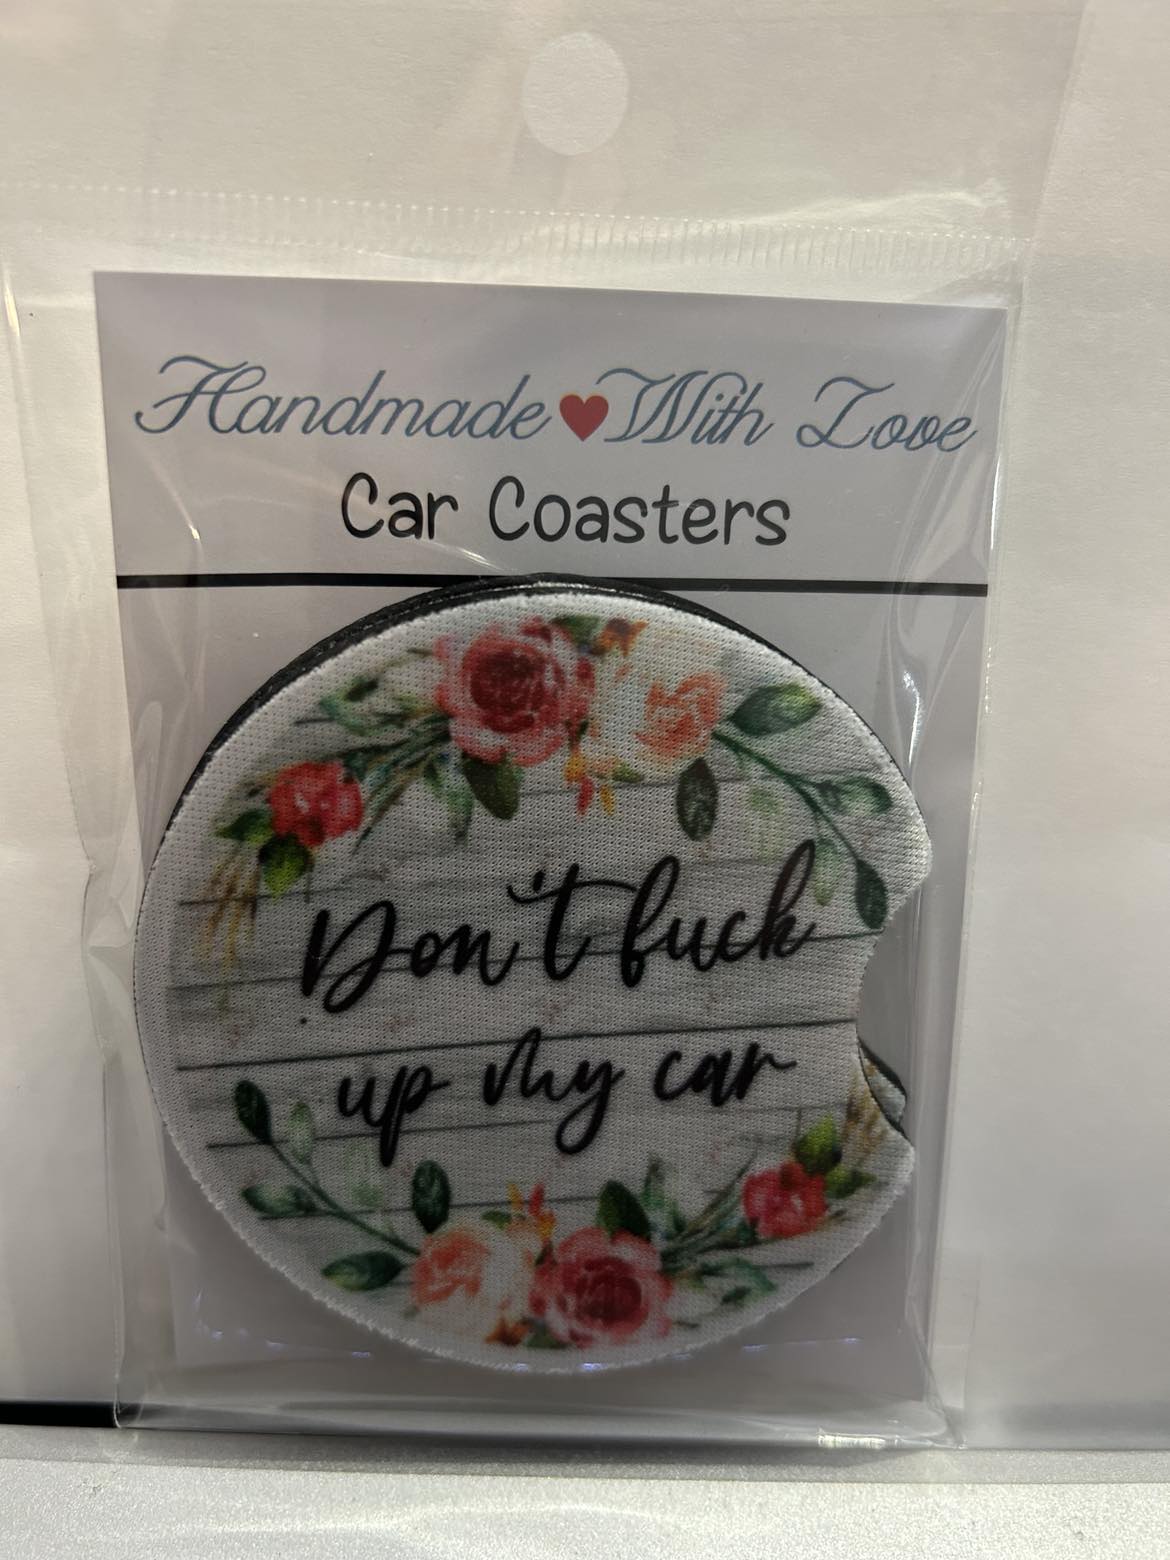 Handmade❤With Love
Car Coasters
Don't fuck
up my car